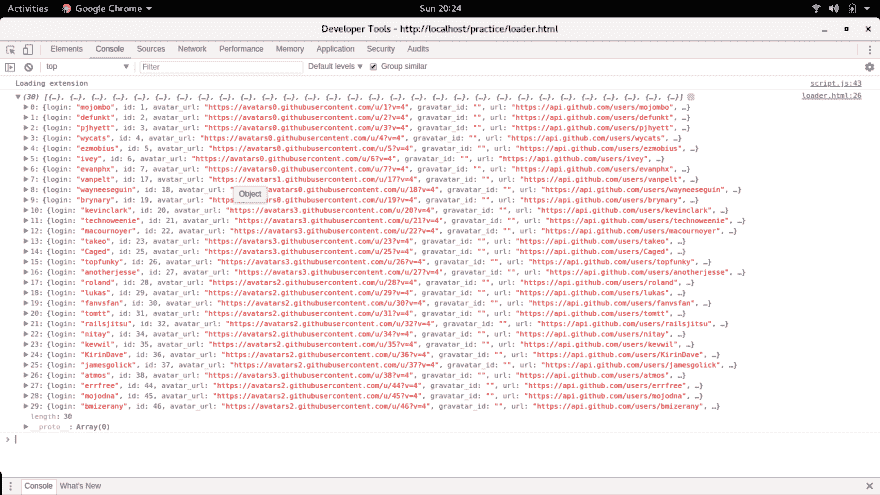 Activities Google Chrome Sun 20:24
Developer Tools - http://localhost/practice/loader.html
Elements Console Sources Network Performance Memory Application Security Audits
top Filter Default levels Group similar
Loading extension script.js:43
(30) [{…}, {…}, {…}, {…}, {…}, {…}, {…}, {…}, {…}, {…}, {…}, {…}, {…}, {…}, {…}, {…}, {…}, {…}, {…}, {…}, {…}, {…}, {…}, {…}, {…}, {…}, {…}, {…}, {…}, {…}] loader.html:26
0: {login: "mojombo", id: 1, avatar_url: "https://avatars0.githubusercontent.com/u/1?v=4", gravatar_id: "", url: "https://api.github.com/users/mojombo", …}
1: {login: "defunkt", id: 2, avatar_url: "https://avatars0.githubusercontent.com/u/2?v=4", gravatar_id: "", url: "https://api.github.com/users/defunkt", …}
2: {login: "pjhyett", id: 3, avatar_url: "https://avatars0.githubusercontent.com/u/3?v=4", gravatar_id: "", url: "https://api.github.com/users/pjhyett", …}
3: {login: "wycats", id: 4, avatar_url: "https://avatars0.githubusercontent.com/u/4?v=4", gravatar_id: "", url: "https://api.github.com/users/wycats", …}
4: {login: "ezmobius", id: 5, avatar_url: "https://avatars0.githubusercontent.com/u/5?v=4", gravatar_id: "", url: "https://api.github.com/users/ezmobius", …}
5: {login: "ivey", id: 6, avatar_url: "https://avatars0.githubusercontent.com/u/6?v=4", gravatar_id: "", url: "https://api.github.com/users/ivey", …}
6: {login: "evanphx", id: 7, avatar_url: "https://avatars0.githubusercontent.com/u/7?v=4", gravatar_id: "", url: "https://api.github.com/users/evanphx", …}
7: {login: "vanpelt", id: 17, avatar_url: "https://avatars1.githubusercontent.com/u/17?v=4", gravatar_id: "", url: "https://api.github.com/users/vanpelt", …}
8: {login: "wayneeseguin", id: 18, avatar_url: "https://avatars0.githubusercontent.com/u/18?v=4", gravatar_id: "", url: "https://api.github.com/users/wayneeseguin", …}
9: {login: "brynary", id: 19, avatar_url: "https Object s0.githubusercontent.com/u/19?v=4", gravatar_id: "", url: "https://api.github.com/users/brynary", …}
10: {login: "kevinclark", id: 20, avatar_url: "https://avatars3.githubusercontent.com/u/20?v=4", gravatar_id: "", url: "https://api.github.com/users/kevinclark", …}
11: {login: "technoweenie", id: 21, avatar_url: "https://avatars3.githubusercontent.com/u/21?v=4", gravatar_id: "", url: "https://api.github.com/users/technoweenie", …}
12: {login: "macournoyer", id: 22, avatar_url: "https://avatars3.githubusercontent.com/u/22?v=4", gravatar_id: "", url: "https://api.github.com/users/macournoyer", …}
13: {login: "takeo", id: 23, avatar_url: "https://avatars3.githubusercontent.com/u/23?v=4", gravatar_id: "", url: "https://api.github.com/users/takeo", …}
14: {login: "Caged", id: 25, avatar_url: "https://avatars3.githubusercontent.com/u/25?v=4", gravatar_id: "", url: "https://api.github.com/users/Caged", …}
15: {login: "topfunky", id: 26, avatar_url: "https://avatars3.githubusercontent.com/u/26?v=4", gravatar_id: "", url: "https://api.github.com/users/topfunky", …}
16: {login: "anotherjesse", id: 27, avatar_url: "https://avatars3.githubusercontent.com/u/27?v=4", gravatar_id: "", url: "https://api.github.com/users/anotherjesse", …}
17: {login: "roland", id: 28, avatar_url: "https://avatars2.githubusercontent.com/u/28?v=4", gravatar_id: "", url: "https://api.github.com/users/roland", …}
18: {login: "lukas", id: 29, avatar_url: "https://avatars2.githubusercontent.com/u/29?v=4", gravatar_id: "", url: "https://api.github.com/users/lukas", …}
19: {login: "fanvsfan", id: 30, avatar_url: "https://avatars2.githubusercontent.com/u/30?v=4", gravatar_id: "", url: "https://api.github.com/users/fanvsfan", …}
20: {login: "tomtt", id: 31, avatar_url: "https://avatars2.githubusercontent.com/u/31?v=4", gravatar_id: "", url: "https://api.github.com/users/tomtt", …}
21: {login: "railsjitsu", id: 32, avatar_url: "https://avatars2.githubusercontent.com/u/32?v=4", gravatar_id: "", url: "https://api.github.com/users/railsjitsu", …}
22: {login: "nitay", id: 34, avatar_url: "https://avatars2.githubusercontent.com/u/34?v=4", gravatar_id: "", url: "https://api.github.com/users/nitay", …}
23: {login: "kevwil", id: 35, avatar_url: "https://avatars2.githubusercontent.com/u/35?v=4", gravatar_id: "", url: "https://api.github.com/users/kevwil", …}
24: {login: "KirinDave", id: 36, avatar_url: "https://avatars2.githubusercontent.com/u/36?v=4", gravatar_id: "", url: "https://api.github.com/users/KirinDave", …}
25: {login: "jamesgolick", id: 37, avatar_url: "https://avatars2.githubusercontent.com/u/37?v=4", gravatar_id: "", url: "https://api.github.com/users/jamesgolick", …}
26: {login: "atmos", id: 38, avatar_url: "https://avatars3.githubusercontent.com/u/38?v=4", gravatar_id: "", url: "https://api.github.com/users/atmos", …}
27: {login: "errfree", id: 44, avatar_url: "https://avatars2.githubusercontent.com/u/44?v=4", gravatar_id: "", url: "https://api.github.com/users/errfree", …}
28: {login: "mojodna", id: 45, avatar_url: "https://avatars2.githubusercontent.com/u/45?v=4", gravatar_id: "", url: "https://api.github.com/users/mojodna", …}
29: {login: "bmizerany", id: 46, avatar_url: "https://avatars2.githubusercontent.com/u/46?v=4", gravatar_id: "", url: "https://api.github.com/users/bmizerany", …}
length: 30
__proto__: Array(0)
Console What's New